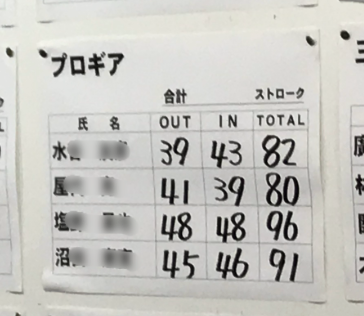 プロギア
合計 ストローク
氏 名 OUT IN TOTAL
水 39 43 82
屋 41 39 80
塩 48 48 96
沼 45 46 91